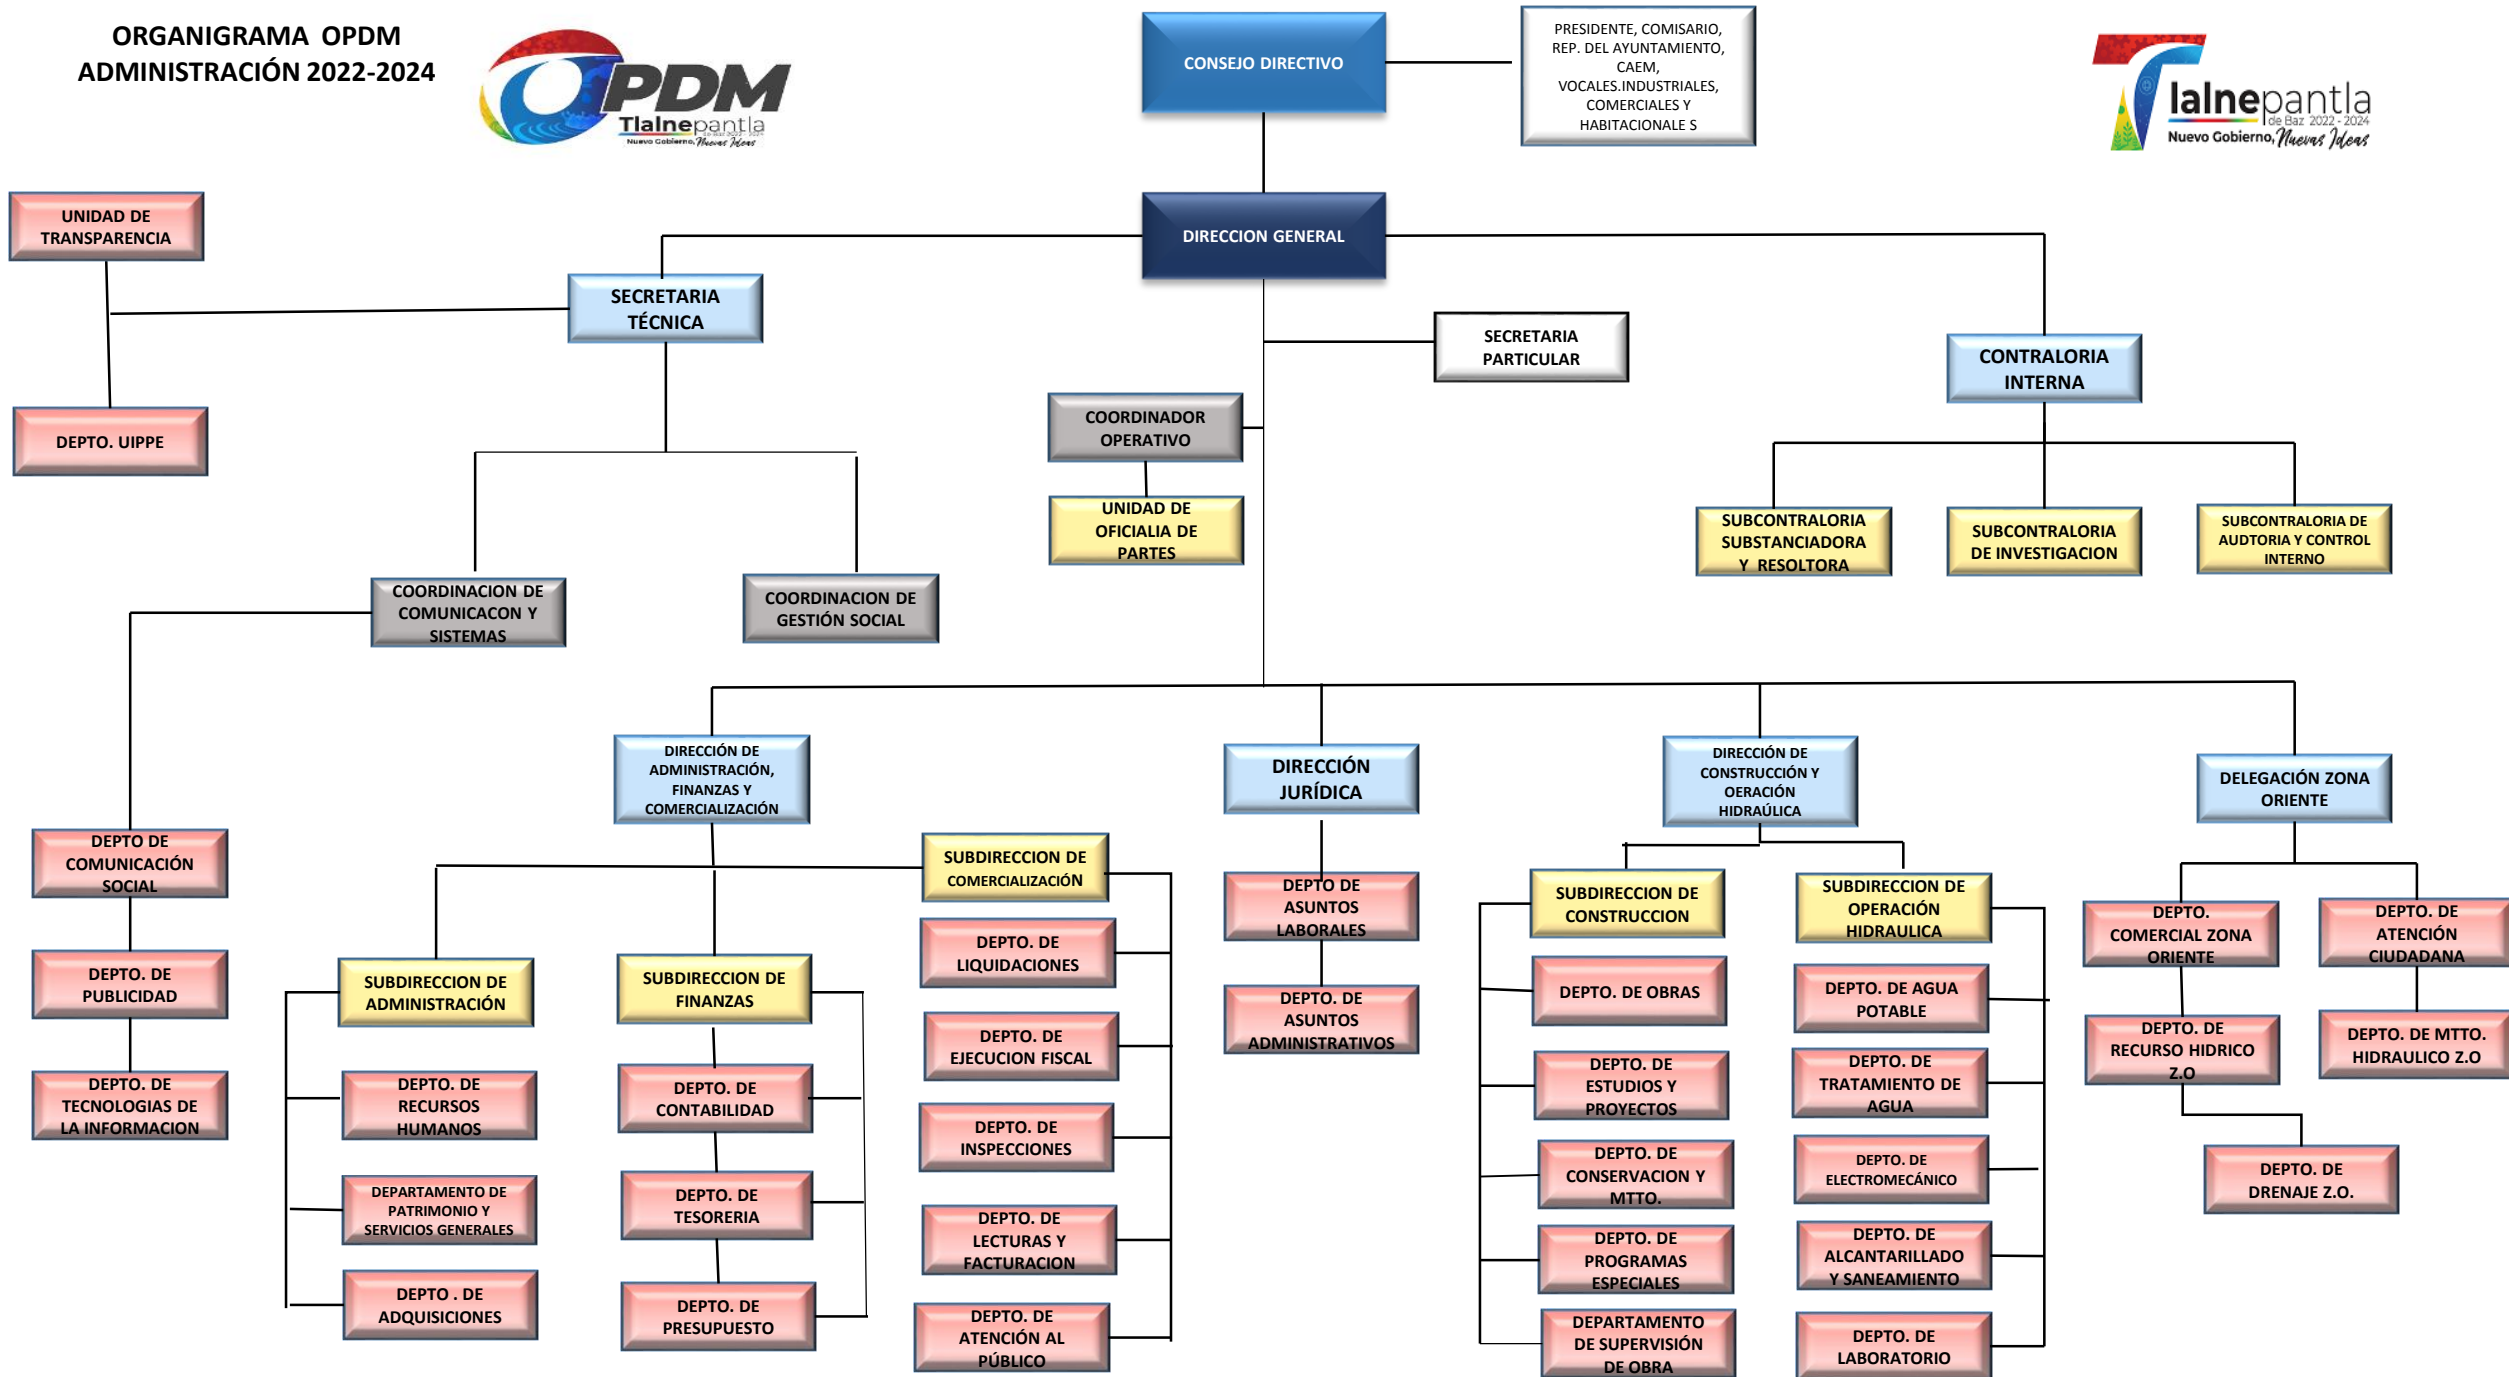 ORGANIGRAMA OPDM
ADMINISTRACIÓN 2022-2024
OPDM
Tlalnepantla
de Baz 2022 - 2024
Nuevo Gobierno, Nuevas Ideas
CONSEJO DIRECTIVO
PRESIDENTE, COMISARIO,
REP. DEL AYUNTAMIENTO,
CAEM,
VOCALES.INDUSTRIALES,
COMERCIALES Y
HABITACIONALE S
Tlalnepantla
de Baz 2022 - 2024
Nuevo Gobierno, Nuevas Ideas
UNIDAD DE
TRANSPARENCIA
DIRECCION GENERAL
SECRETARIA
TÉCNICA
SECRETARIA
PARTICULAR
CONTRALORIA
INTERNA
DEPTO. UIPPE
COORDINADOR
OPERATIVO
UNIDAD DE
OFICIALIA DE
PARTES
SUBCONTRALORIA
SUBSTANCIADORA
Y RESOLTORA
SUBCONTRALORIA
DE INVESTIGACION
SUBCONTRALORIA DE
AUDTORIA Y CONTROL
INTERNO
COORDINACION DE
COMUNICACON Y
SISTEMAS
COORDINACION DE
GESTIÓN SOCIAL
DIRECCIÓN DE
ADMINISTRACIÓN,
FINANZAS Y
COMERCIALIZACIÓN
DIRECCIÓN
JURÍDICA
DIRECCIÓN DE
CONSTRUCCIÓN Y
OERACIÓN
HIDRAÚLICA
DELEGACIÓN ZONA
ORIENTE
DEPTO DE
COMUNICACIÓN
SOCIAL
DEPTO. DE
PUBLICIDAD
DEPTO. DE
TECNOLOGIAS DE
LA INFORMACION
SUBDIRECCION DE
ADMINISTRACIÓN
DEPTO. DE
RECURSOS
HUMANOS
DEPARTAMENTO DE
PATRIMONIO Y
SERVICIOS GENERALES
DEPTO . DE
ADQUISICIONES
SUBDIRECCION DE
FINANZAS
DEPTO. DE
CONTABILIDAD
DEPTO. DE
TESORERIA
DEPTO. DE
PRESUPUESTO
SUBDIRECCION DE
COMERCIALIZACIÓN
DEPTO. DE
LIQUIDACIONES
DEPTO. DE
EJECUCION FISCAL
DEPTO. DE
INSPECCIONES
DEPTO. DE
LECTURAS Y
FACTURACION
DEPTO. DE
ATENCIÓN AL
PÚBLICO
DEPTO DE
ASUNTOS
LABORALES
DEPTO. DE
ASUNTOS
ADMINISTRATIVOS
SUBDIRECCION DE
CONSTRUCCION
DEPTO. DE OBRAS
DEPTO. DE
ESTUDIOS Y
PROYECTOS
DEPTO. DE
CONSERVACION Y
MTTO.
DEPTO. DE
PROGRAMAS
ESPECIALES
DEPARTAMENTO
DE SUPERVISIÓN
DE OBRA
SUBDIRECCION DE
OPERACIÓN
HIDRAULICA
DEPTO. DE AGUA
POTABLE
DEPTO. DE
TRATAMIENTO DE
AGUA
DEPTO. DE
ELECTROMECÁNICO
DEPTO. DE
ALCANTARILLADO
Y SANEAMIENTO
DEPTO. DE
LABORATORIO
DEPTO.
COMERCIAL ZONA
ORIENTE
DEPTO. DE
RECURSO HIDRICO
Z.O
DEPTO. DE
DRENAJE Z.O.
DEPTO. DE
ATENCIÓN
CIUDADANA
DEPTO. DE MTTO.
HIDRAULICO Z.O